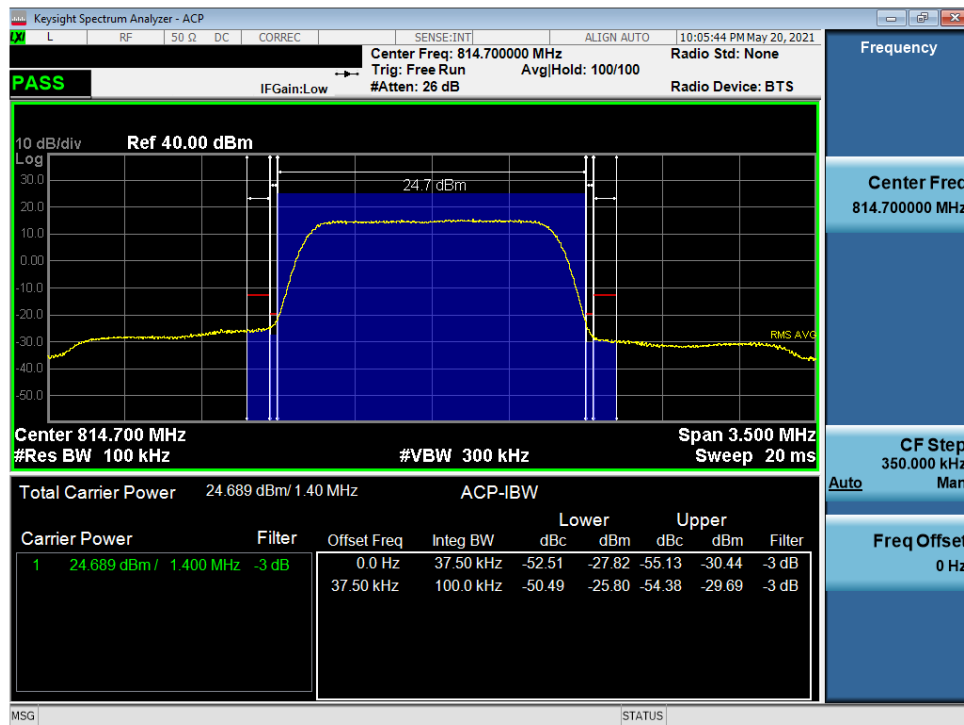 Keysight Spectrum Analyzer - ACP
LXI L RF 50 Ω DC CORREC SENSE:INT ALIGN AUTO 10:05:44 PM May 20, 2021
Center Freq: 814.700000 MHz Radio Std: None
Trig: Free Run Avg|Hold: 100/100
PASS
IFGain:Low #Atten: 26 dB Radio Device: BTS
10 dB/div Ref 40.00 dBm
Log
30.0
24.7 dBm
20.0
10.0
0.00
-10.0
-20.0
-30.0
RMS AVG
-40.0
-50.0
Center 814.700 MHz Span 3.500 MHz
#Res BW 100 kHz #VBW 300 kHz Sweep 20 ms
Total Carrier Power 24.689 dBm/ 1.40 MHz ACP-IBW
Lower Upper
Carrier Power Filter Offset Freq Integ BW dBc dBm dBc dBm Filter
1 24.689 dBm / 1.400 MHz -3 dB 0.0 Hz 37.50 kHz -52.51 -27.82 -55.13 -30.44 -3 dB
37.50 kHz 100.0 kHz -50.49 -25.80 -54.38 -29.69 -3 dB
MSG STATUS
Frequency
Center Freq
814.700000 MHz
CF Step
350.000 kHz
Auto Man
Freq Offset
0 Hz